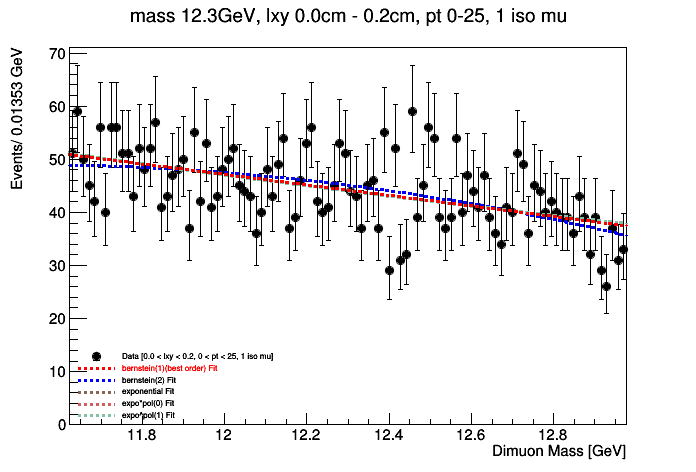 mass 12.3GeV, lxy 0.0cm - 0.2cm, pt 0-25, 1 iso mu
Events/ 0.01353 GeV
70
60
50
40
30
20
10
0
Data [0.0 < lxy < 0.2, 0 < pt < 25, 1 iso mu]
bernstein(1)(best order) Fit
bernstein(2) Fit
exponential Fit
expo*pol(0) Fit
expo*pol(1) Fit
11.8 12 12.2 12.4 12.6 12.8
Dimuon Mass [GeV]